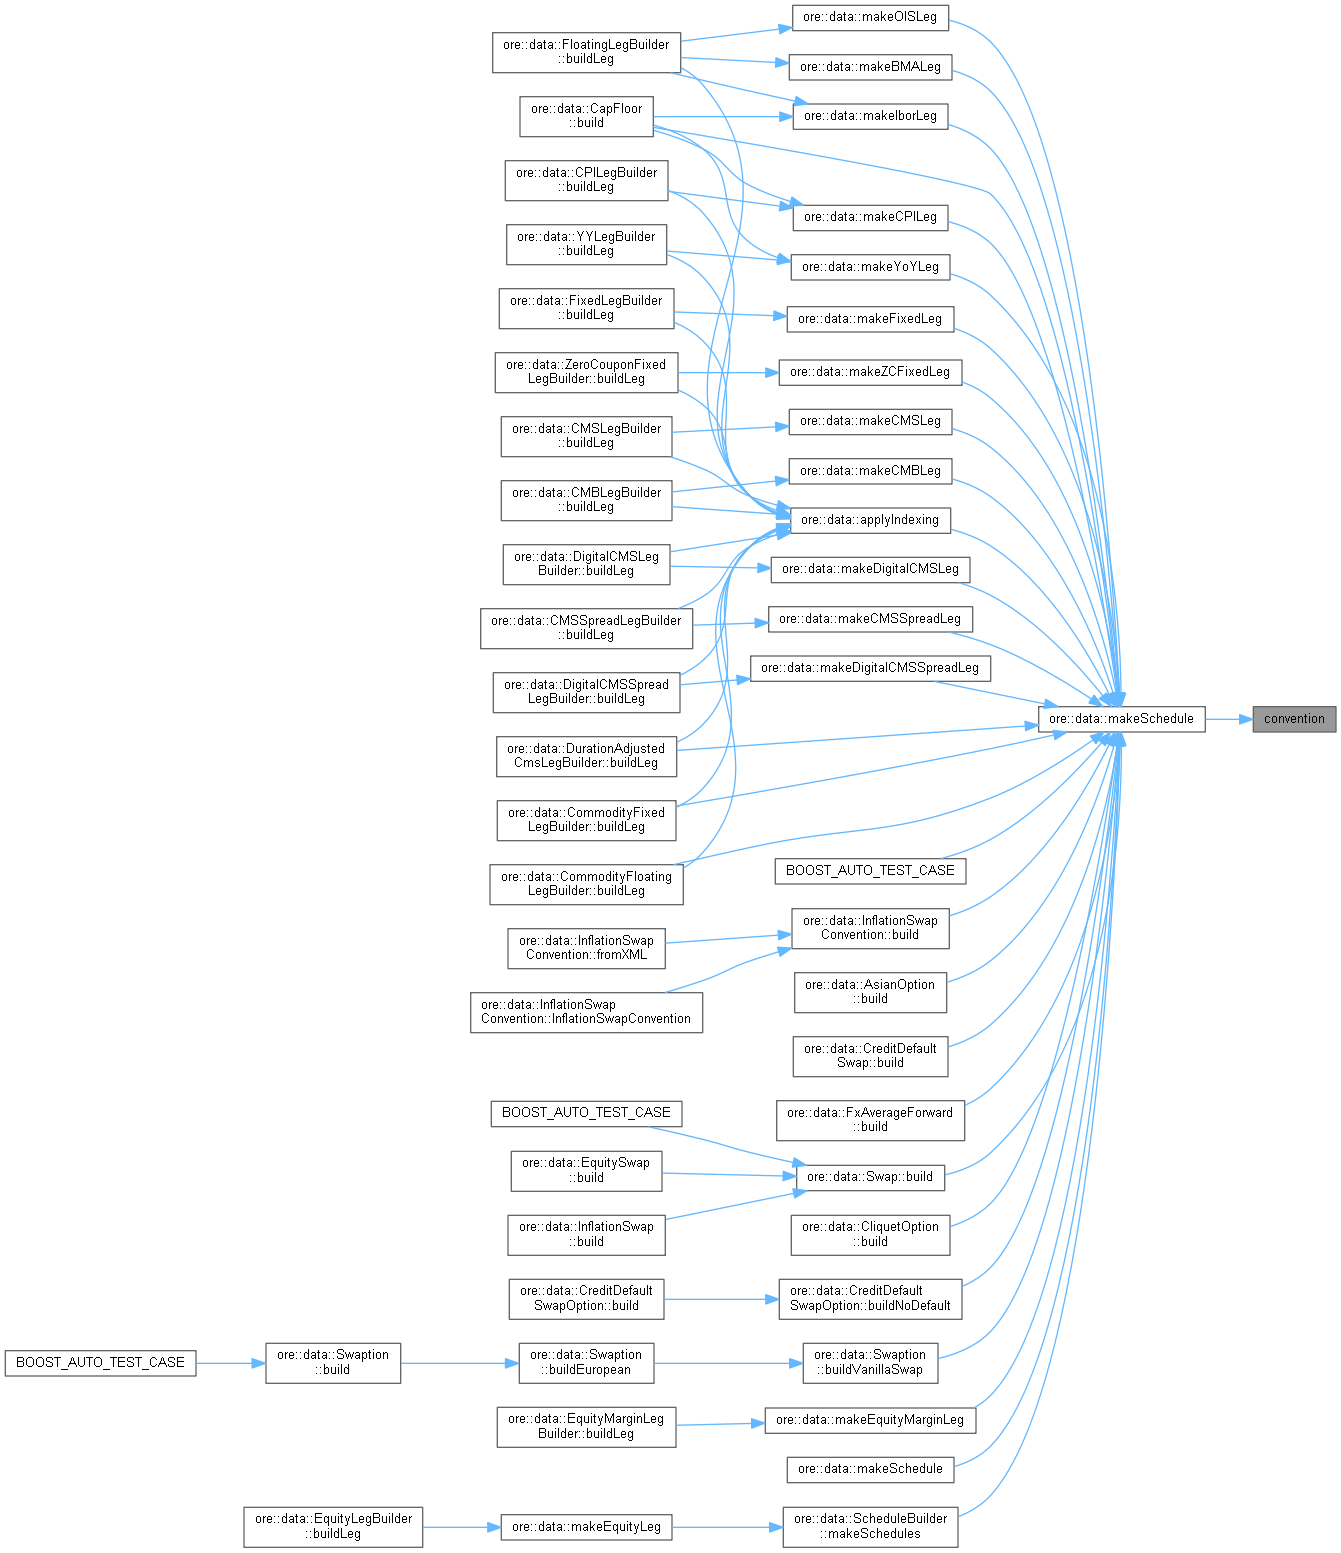 ore::data::makeOISLeg
ore::data::FloatingLegBuilder
::buildLeg
ore::data::makeBMALeg
ore::data::CapFloor
::build
ore::data::makeIborLeg
ore::data::CPILegBuilder
::buildLeg
ore::data::makeCPILeg
ore::data::YYLegBuilder
::buildLeg
ore::data::makeYoYLeg
ore::data::FixedLegBuilder
::buildLeg
ore::data::makeFixedLeg
ore::data::ZeroCouponFixed
LegBuilder::buildLeg
ore::data::makeZCFixedLeg
ore::data::CMSLegBuilder
::buildLeg
ore::data::makeCMSLeg
ore::data::CMBLegBuilder
::buildLeg
ore::data::makeCMBLeg
ore::data::applyIndexing
ore::data::DigitalCMSLeg
Builder::buildLeg
ore::data::makeDigitalCMSLeg
ore::data::CMSSpreadLegBuilder
::buildLeg
ore::data::makeCMSSpreadLeg
ore::data::DigitalCMSSpread
LegBuilder::buildLeg
ore::data::makeDigitalCMSSpreadLeg
ore::data::makeSchedule
convention
ore::data::DurationAdjusted
CmsLegBuilder::buildLeg
ore::data::CommodityFixed
LegBuilder::buildLeg
ore::data::CommodityFloating
LegBuilder::buildLeg
BOOST_AUTO_TEST_CASE
ore::data::InflationSwap
Convention::build
ore::data::InflationSwap
Convention::fromXML
ore::data::InflationSwap
Convention::InflationSwapConvention
ore::data::AsianOption
::build
ore::data::CreditDefault
Swap::build
ore::data::FxAverageForward
::build
BOOST_AUTO_TEST_CASE
ore::data::EquitySwap
::build
ore::data::Swap::build
ore::data::InflationSwap
::build
ore::data::CliquetOption
::build
ore::data::CreditDefault
SwapOption::build
ore::data::CreditDefault
SwapOption::buildNoDefault
BOOST_AUTO_TEST_CASE
ore::data::Swaption
::build
ore::data::Swaption
::buildEuropean
ore::data::Swaption
::buildVanillaSwap
ore::data::EquityMarginLeg
Builder::buildLeg
ore::data::makeEquityMarginLeg
ore::data::makeSchedule
ore::data::EquityLegBuilder
::buildLeg
ore::data::makeEquityLeg
ore::data::ScheduleBuilder
::makeSchedules